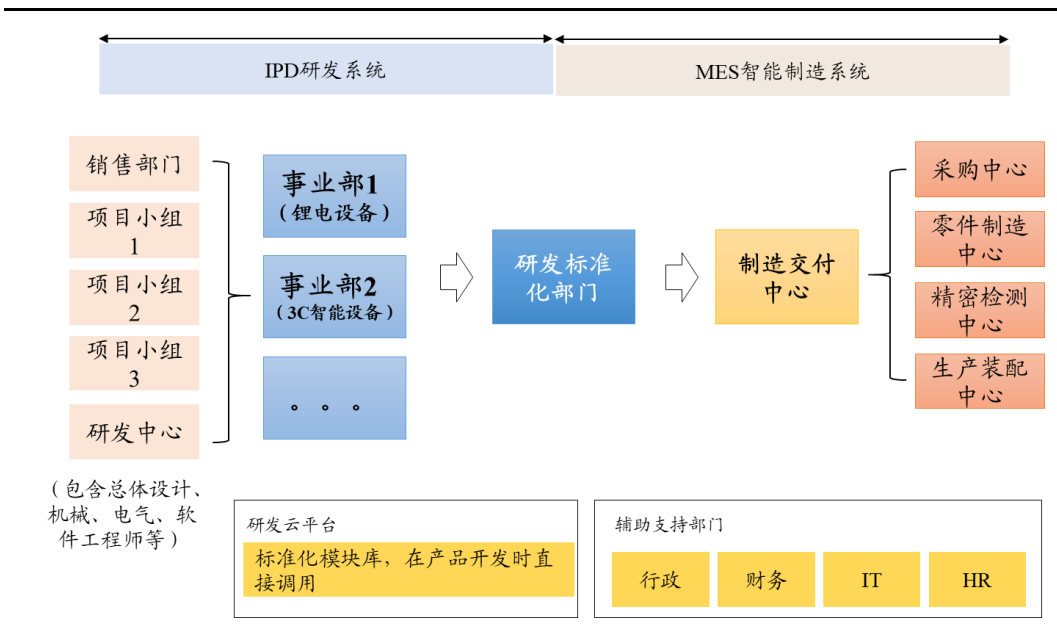 IPD研发系统
MES智能制造系统
销售部门
项目小组
1
项目小组
2
项目小组
3
研发中心
（包含总体设计、
机械、电气、软
件工程师等）
事业部1
（锂电设备）
事业部2
（3C智能设备）
。。。
研发标准
化部门
制造交付
中心
采购中心
零件制造
中心
精密检测
中心
生产装配
中心
研发云平台
标准化模块库，在产品开发时直
接调用
辅助支持部门
行政
财务
IT
HR